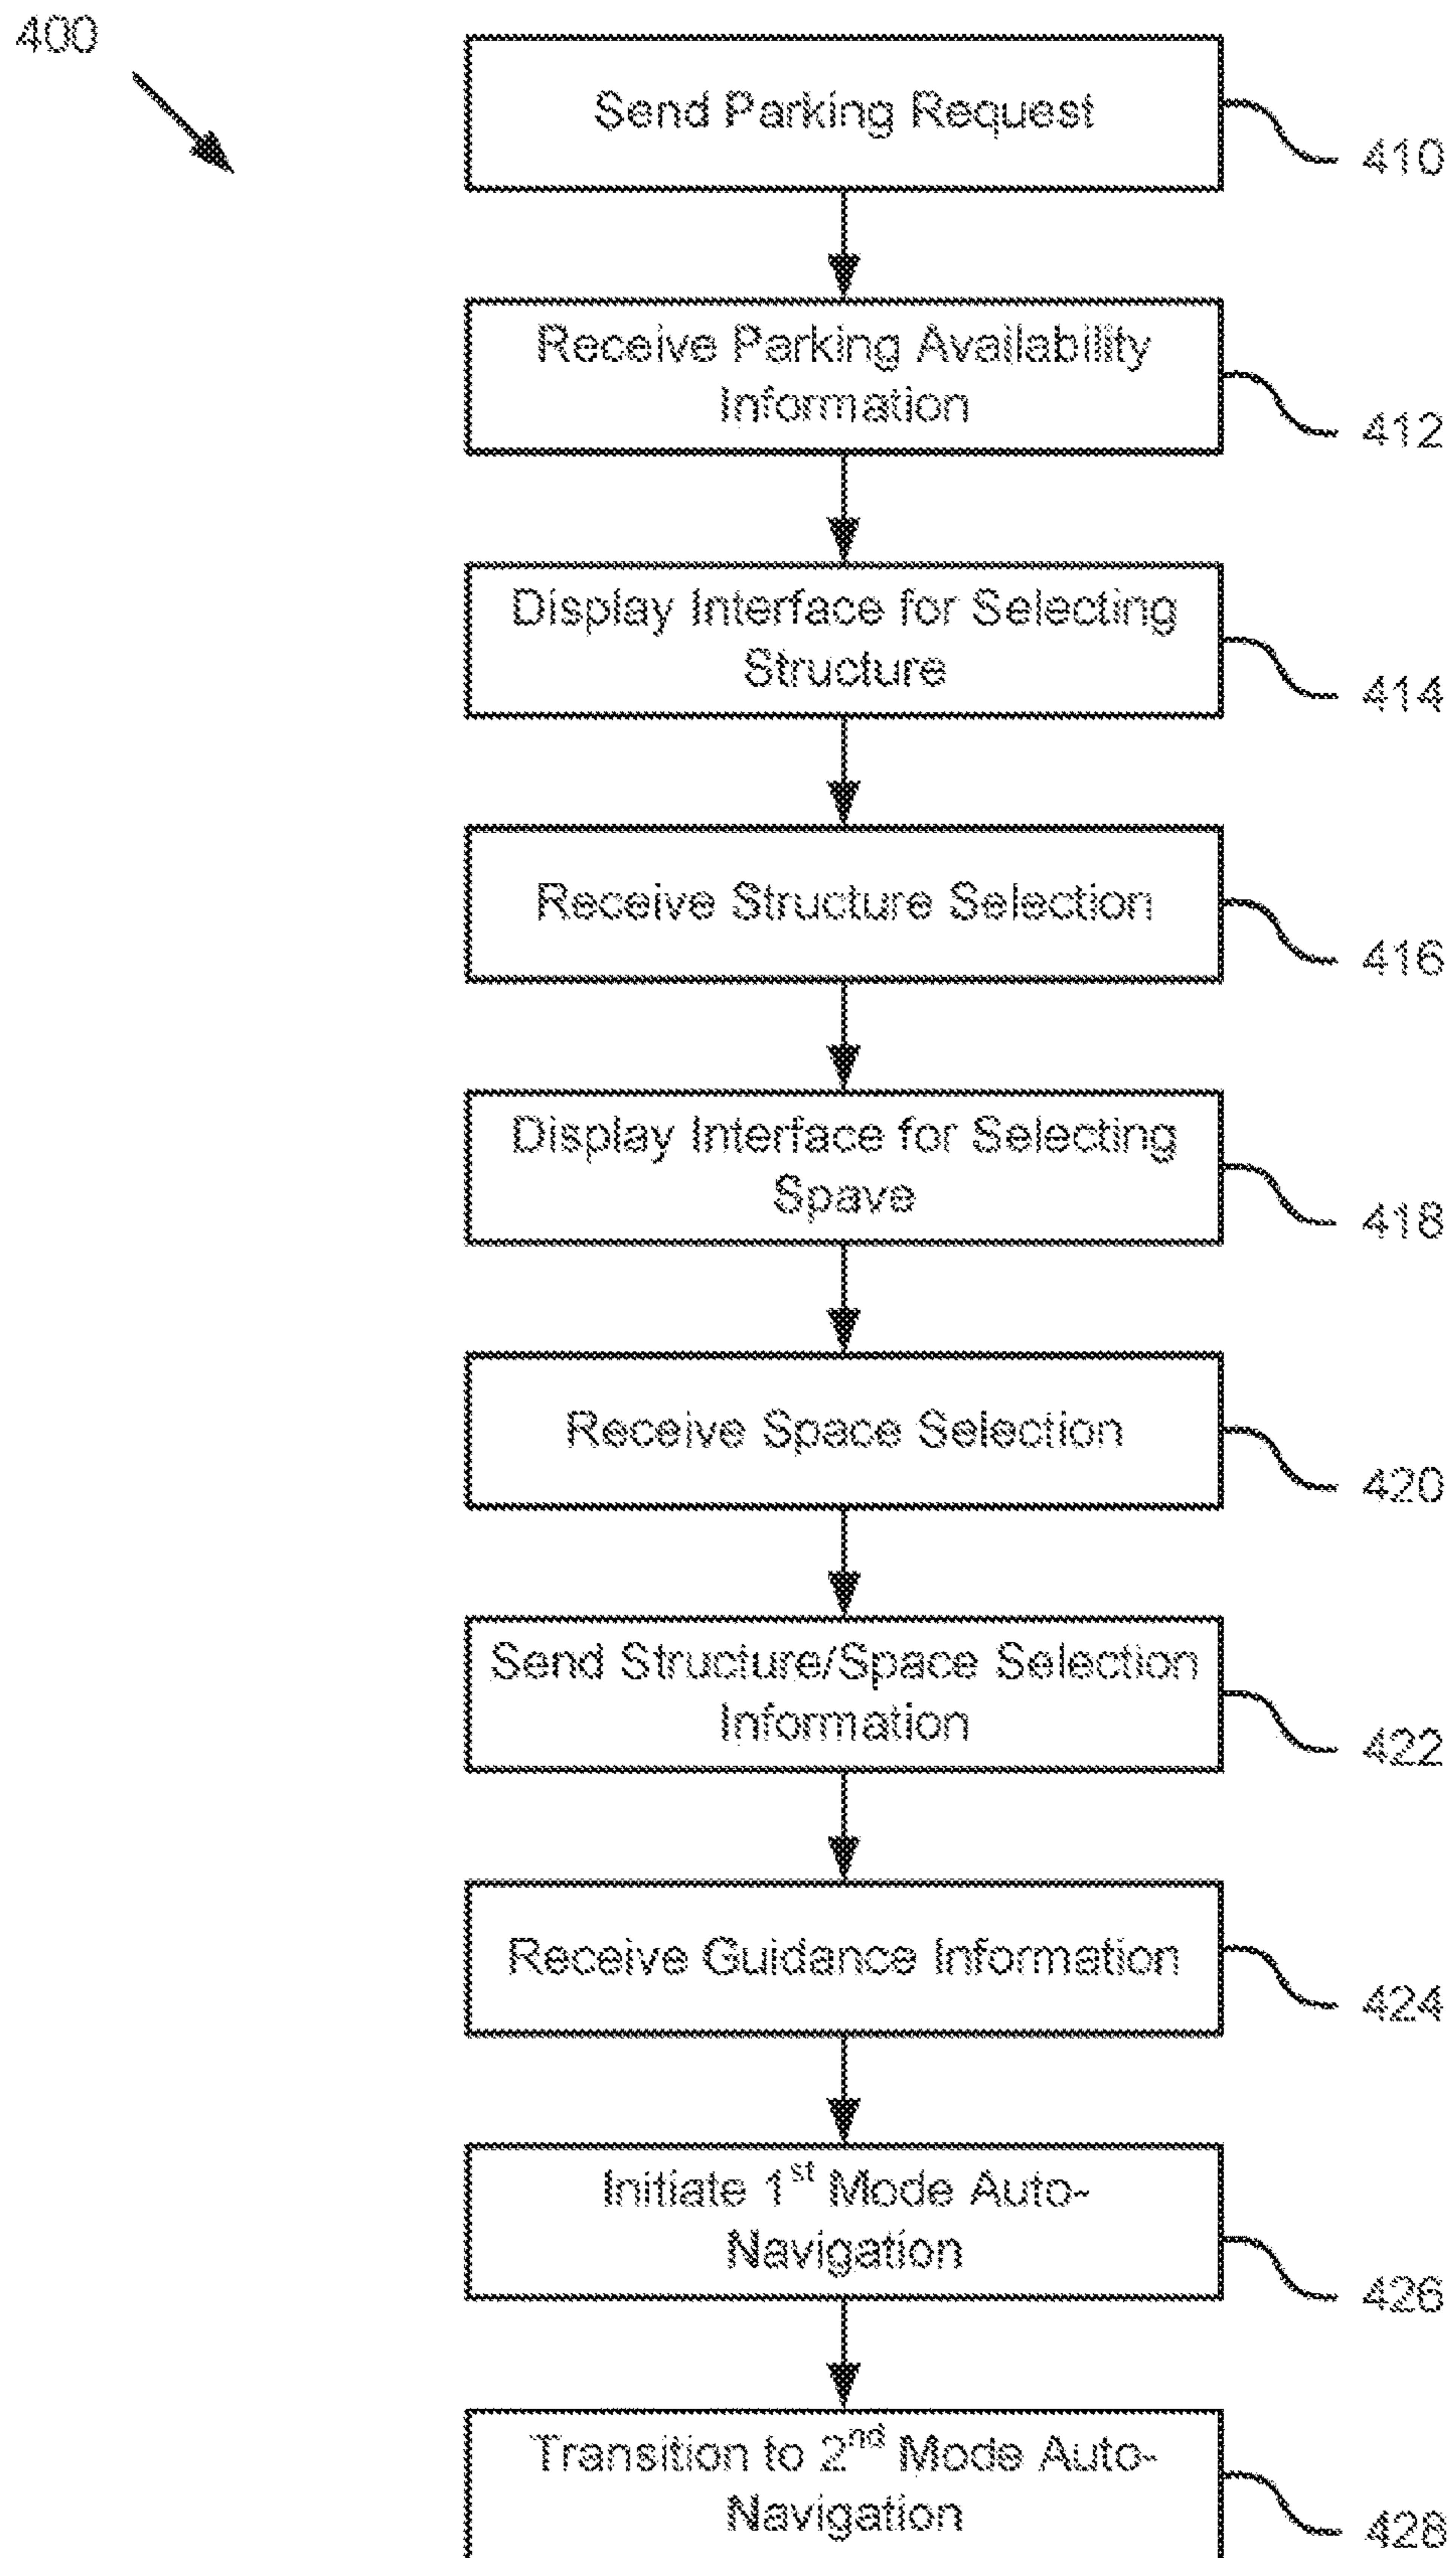 400
Send Parking Request
410
Receive Parking Availability
Information
412
Display Interface for Selecting
Structure
414
Receive Structure Selection
416
Display Interface for Selecting
Spave
418
Receive Space Selection
420
Send Structure/Space Selection
Information
422
Receive Guidance Information
424
Initiate 1st Mode Auto-
Navigation
426
Transition to 2nd Mode Auto-
Navigation
428